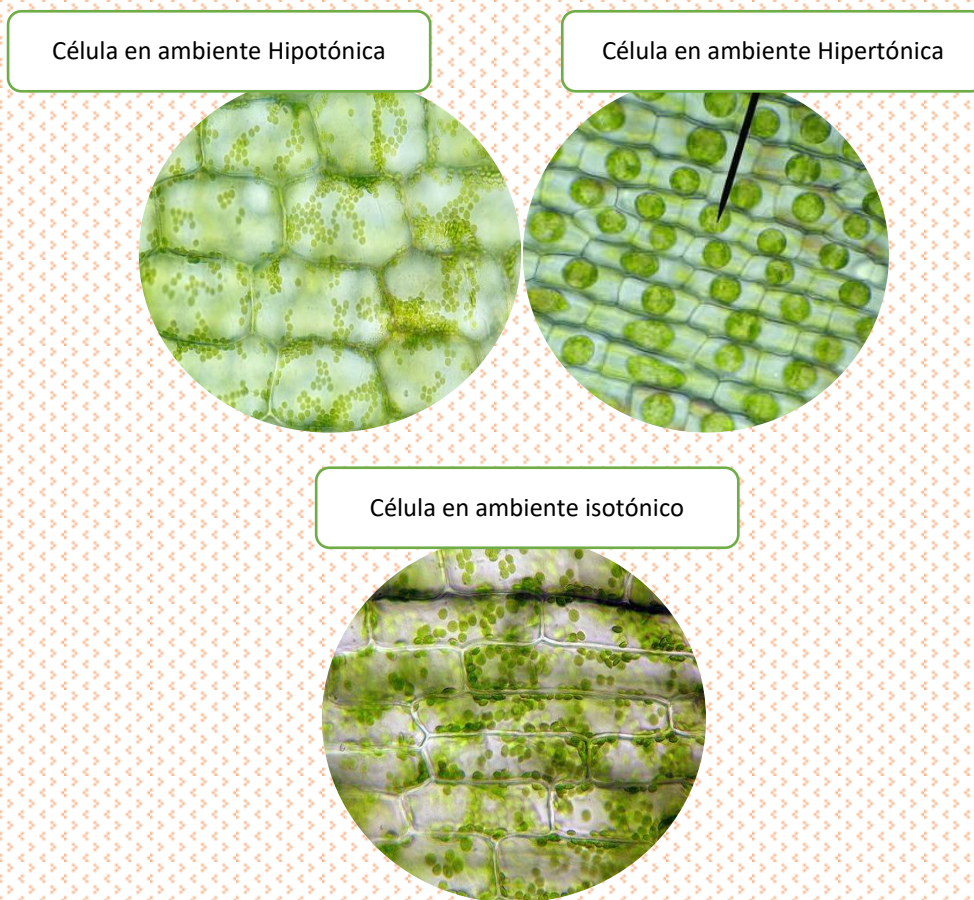 Célula en ambiente Hipotónica
Célula en ambiente Hipertónica
Célula en ambiente isotónico